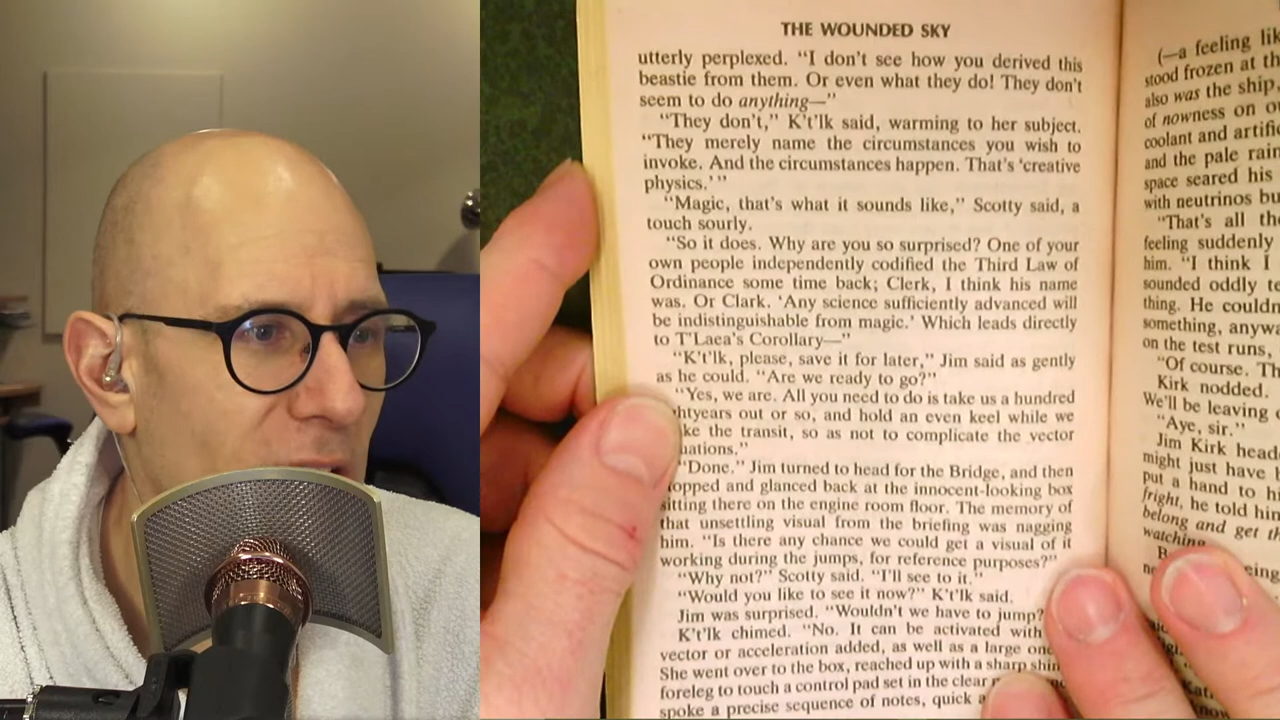 THE WOUNDED SKY
utterly perplexed. “I don’t see how you derived this
beastie from them. Or even what they do! They don’t
seem to do anything—”
“They don’t,” K’t’lk said, warming to her subject.
“They merely name the circumstances you wish to
invoke. And the circumstances happen. That’s ‘creative
physics.’ ”
“Magic, that’s what it sounds like,” Scotty said, a
touch sourly.
“So it does. Why are you so surprised? One of your
own people independently codified the Third Law of
Ordinance some time back; Clerk, I think his name
was. Or Clark. ‘Any science sufficiently advanced will
be indistinguishable from magic.’ Which leads directly
to T’Laea’s Corollary—”
“K’t’lk, please, save it for later,” Jim said as gently
as he could. “Are we ready to go?”
“Yes, we are. All you need to do is take us a hundred
htyears out or so, and hold an even keel while we
ke the transit, so as not to complicate the vector
uations.”
“Done.” Jim turned to head for the Bridge, and then
opped and glanced back at the innocent-looking box
sitting there on the engine room floor. The memory of
that unsettling visual from the briefing was nagging
him. “Is there any chance we could get a visual of it
working during the jumps, for reference purposes?”
“Why not?” Scotty said. “I’ll see to it.”
“Would you like to see it now?” K’t’lk said.
Jim was surprised. “Wouldn’t we have to jump?
K’t’lk chimed. “No. It can be activated with
vector or acceleration added, as well as a large one
She went over to the box, reached up with a sharp shin
foreleg to touch a control pad set in the clear
spoke a precise sequence of notes, quick a
(—a feeling lik
stood frozen at th
also was the ship,
of nowness on o
coolant and artifi
and the pale rain
space seared his
with neutrinos bu
“That’s all the
feeling suddenly
him. “I think I
sounded oddly te
thing. He couldn
something, anywa
on the test runs,
“Of course. Th
Kirk nodded.
We’ll be leaving
“Aye, sir.”
Jim Kirk head
might just have b
put a hand to hi
fright, he told him
belong and get th
watching
eing